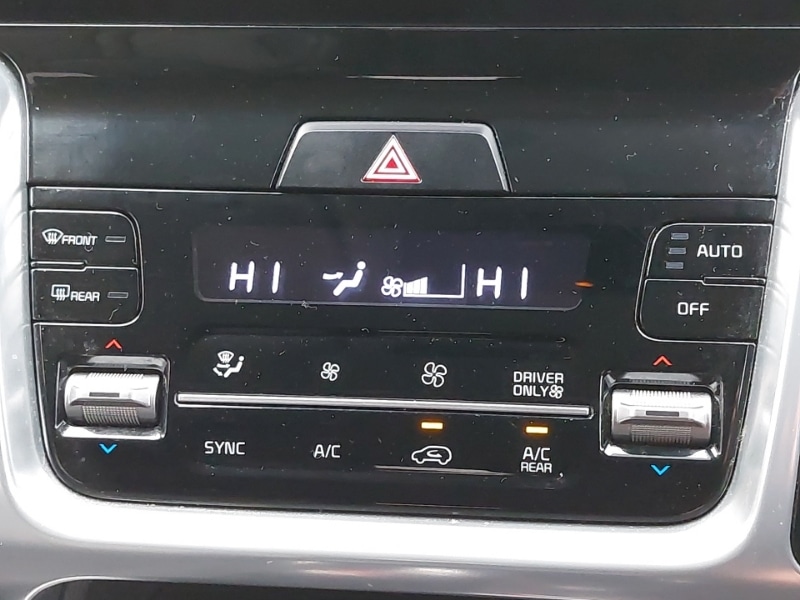 FRONT
AUTO
HI HI
REAR
OFF
DRIVER
ONLY
SYNC
A/C
A/C
REAR